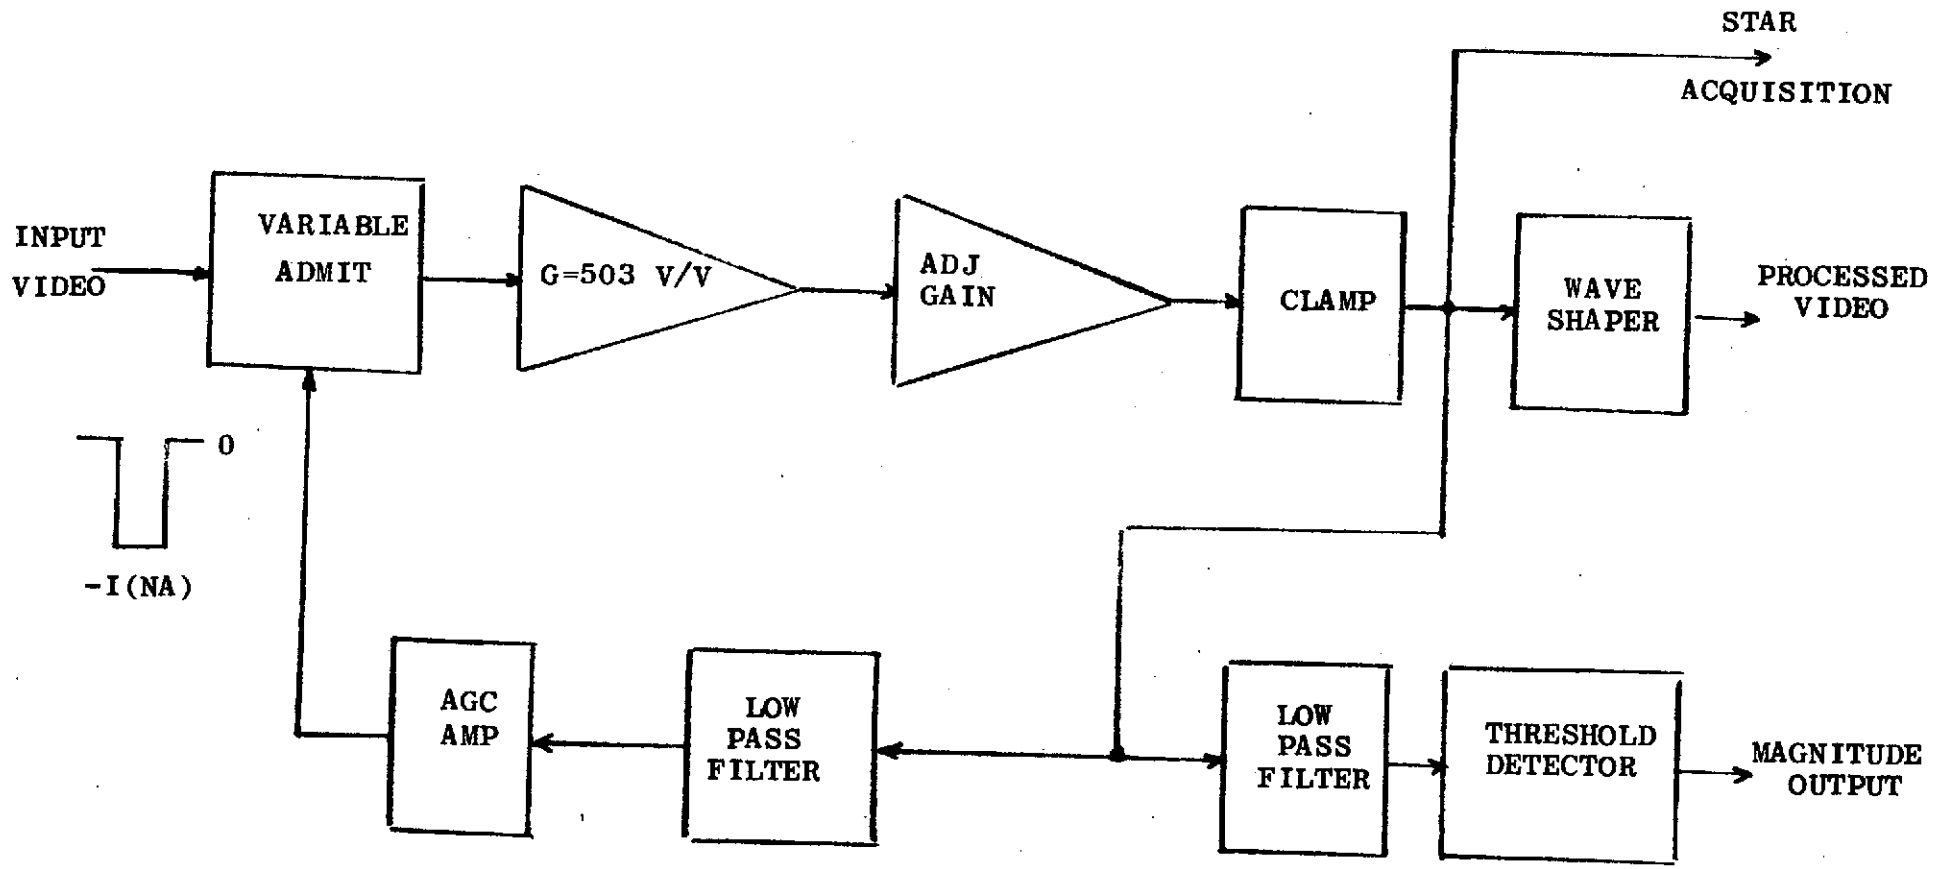 STAR
ACQUISITION
INPUT
VIDEO
VARIABLE
ADMIT
G=503 V/V
ADJ
GAIN
CLAMP
WAVE
SHAPER
PROCESSED
VIDEO
0
-I(NA)
AGC
AMP
LOW
PASS
FILTER
LOW
PASS
FILTER
THRESHOLD
DETECTOR
MAGNITUDE
OUTPUT